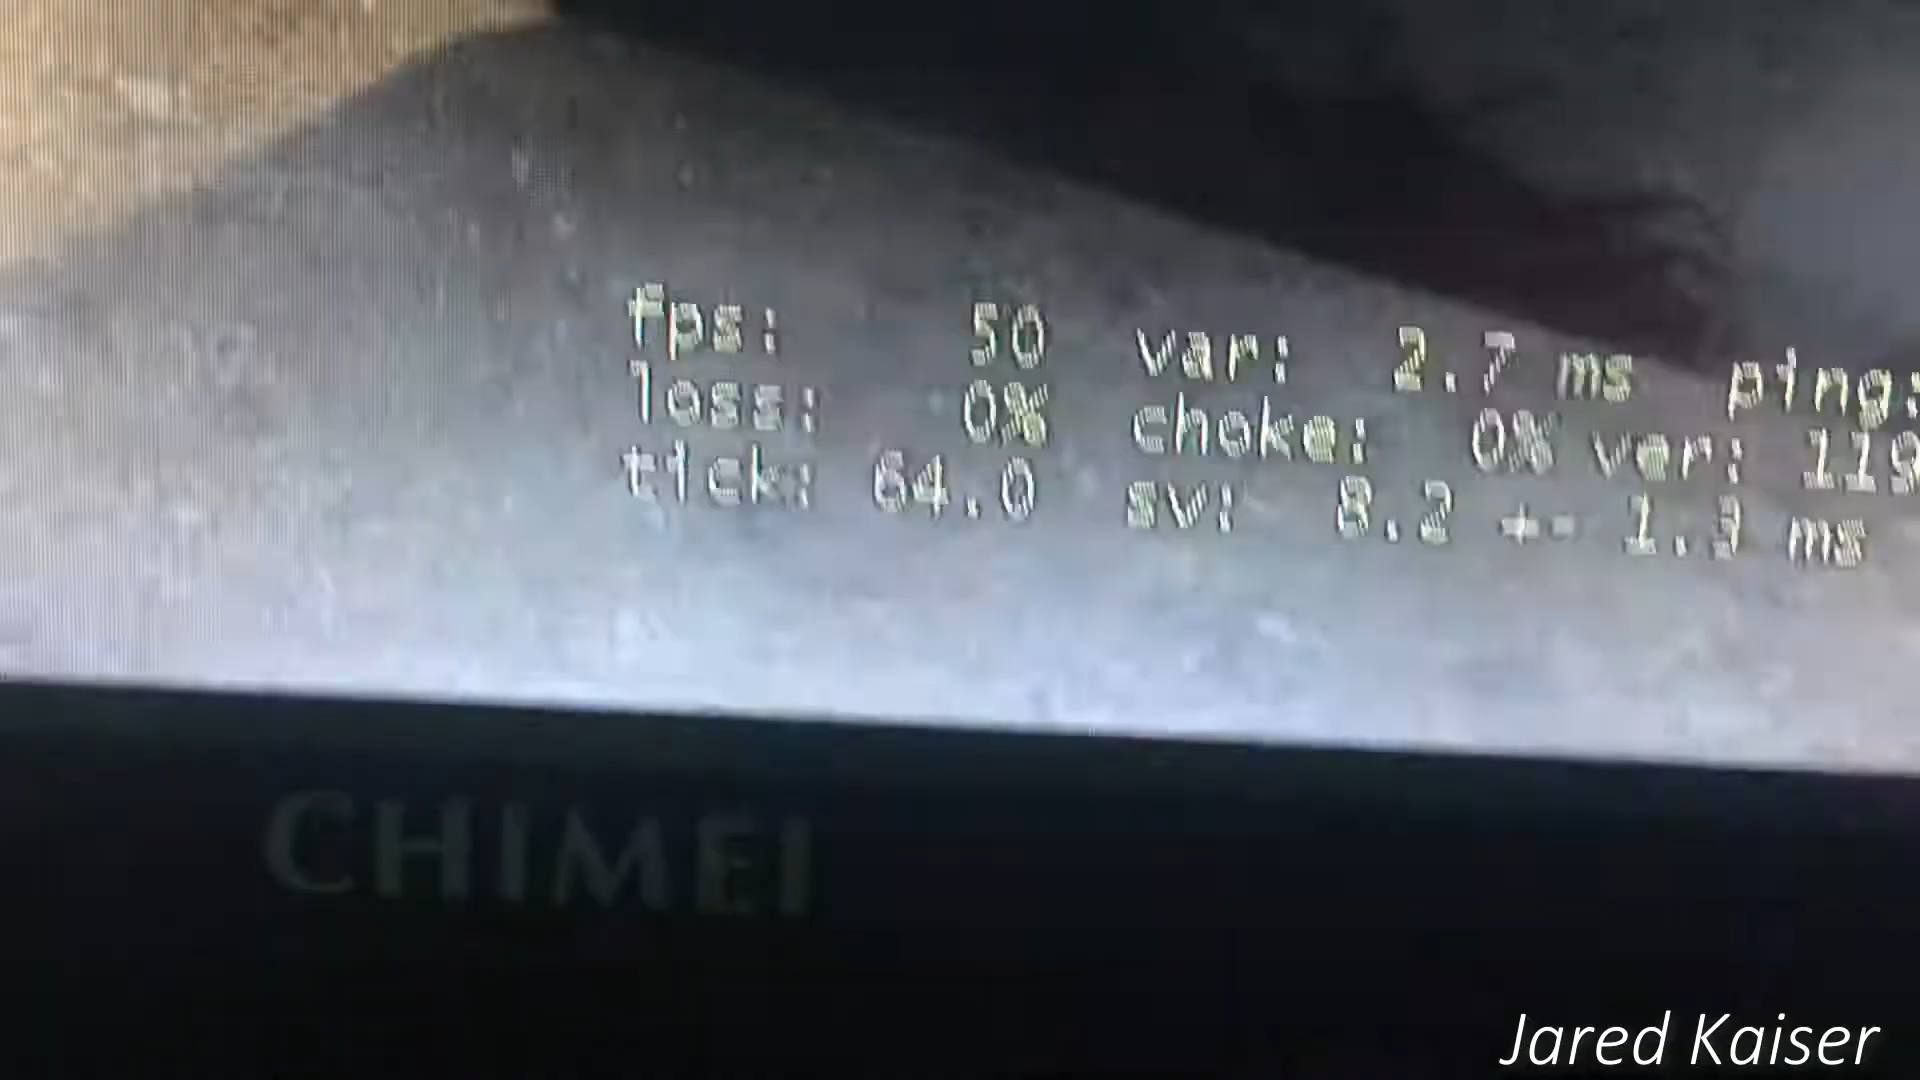 fps: 50 var: 2.7 ms ping:
loss: 0% choke: 0% ver: 119
tick: 64.0 sv: 8.2 +- 1.3 ms
CHIMEI
Jared Kaiser